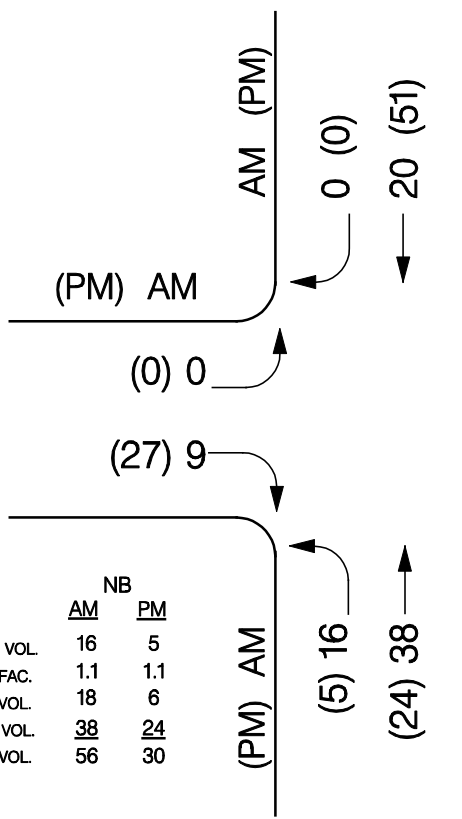 AM (PM)
0 (0)
20 (51)
(PM) AM
(0) 0
(27) 9
NB
AM PM
VOL. 16 5
FAC. 1.1 1.1
VOL. 18 6
VOL. 38 24
VOL. 56 30
(PM) AM
(5) 16
(24) 38